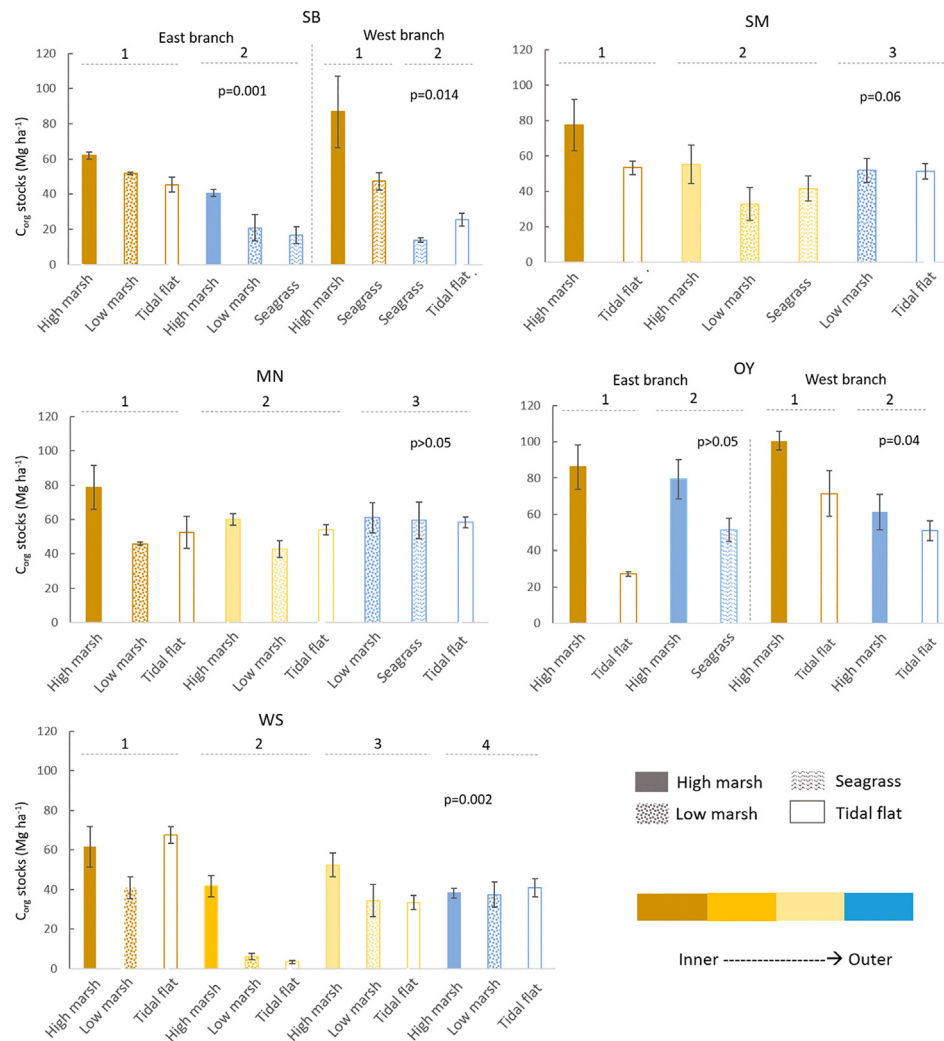 SB
East branch
West branch
1
2
1
2
C_org stocks (Mg ha⁻¹)
120
100
80
60
40
20
0
p=0.001
p=0.014
High marsh
Low marsh
Tidal flat
High marsh
Low marsh
Seagrass
High marsh
Seagrass
Seagrass
Tidal flat
SM
1
2
3
120
100
80
60
40
20
0
p=0.06
High marsh
Tidal flat
High marsh
Low marsh
Seagrass
Low marsh
Tidal flat
MN
1
2
3
C_org stocks (Mg ha⁻¹)
120
100
80
60
40
20
0
p>0.05
High marsh
Low marsh
Tidal flat
High marsh
Low marsh
Tidal flat
Low marsh
Seagrass
Tidal flat
OY
East branch
West branch
1
2
1
2
120
100
80
60
40
20
0
p>0.05
p=0.04
High marsh
Tidal flat
High marsh
Seagrass
High marsh
Tidal flat
High marsh
Tidal flat
WS
1
2
3
4
C_org stocks (Mg ha⁻¹)
120
100
80
60
40
20
0
p=0.002
High marsh
Low marsh
Tidal flat
High marsh
Low marsh
Tidal flat
High marsh
Low marsh
Tidal flat
High marsh
Low marsh
Tidal flat
High marsh
Seagrass
Low marsh
Tidal flat
Inner ---------------→ Outer